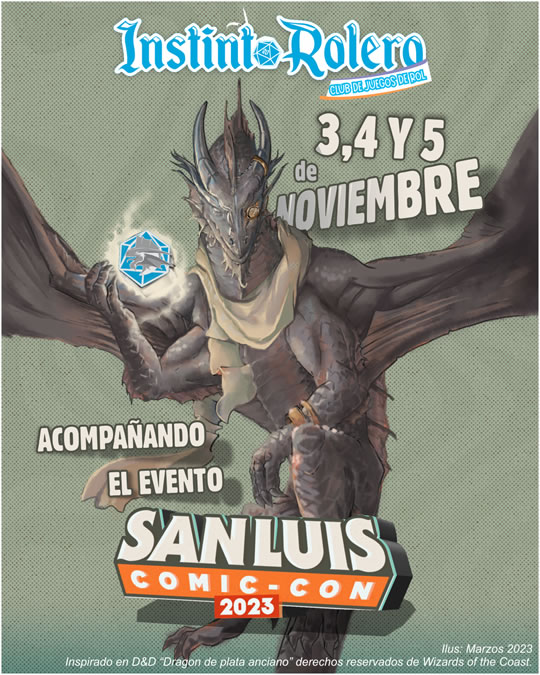 Instinto Rolero
CLUB DE JUEGOS DE ROL
3,4 Y 5
de
NOVIEMBRE
ACOMPAÑANDO
EL EVENTO
SAN LUIS
COMIC-CON
2023
Ilus: Marzos 2023
Inspirado en D&D “Dragon de plata anciano” derechos reservados de Wizards of the Coast.